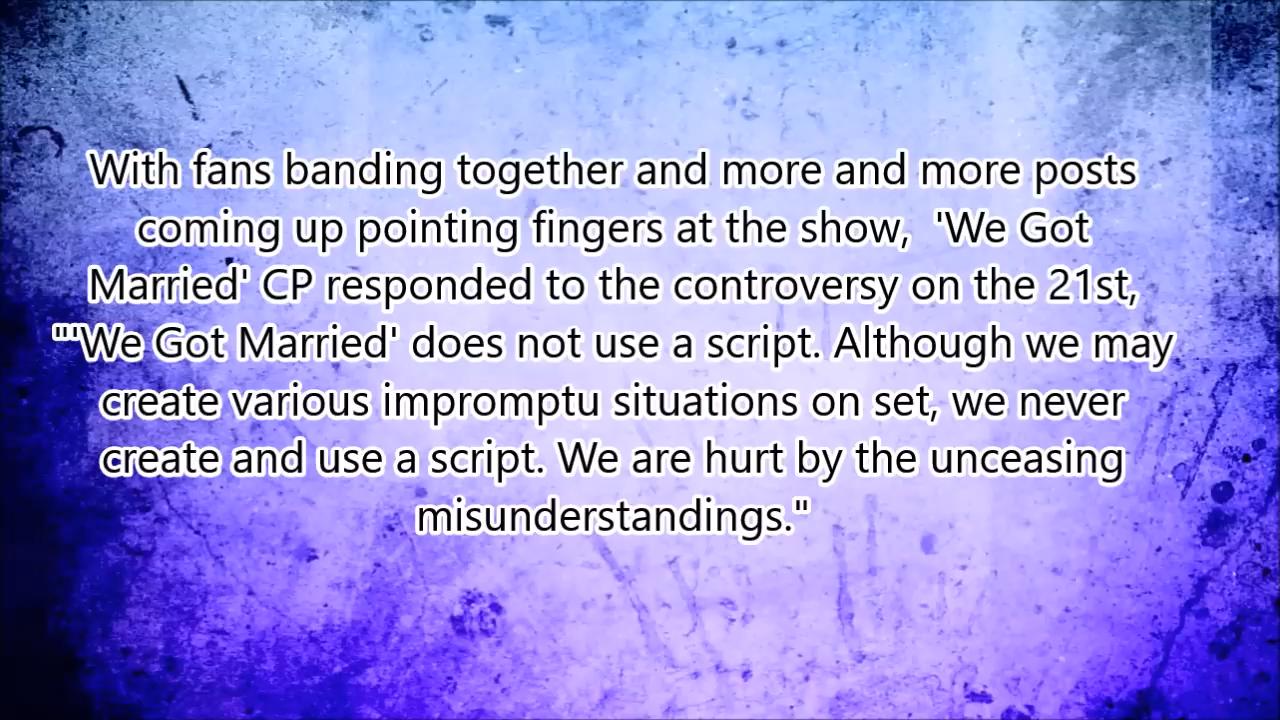 With fans banding together and more and more posts
coming up pointing fingers at the show,  'We Got
Married' CP responded to the controversy on the 21st,
"'We Got Married' does not use a script. Although we may
create various impromptu situations on set, we never
create and use a script. We are hurt by the unceasing
misunderstandings."